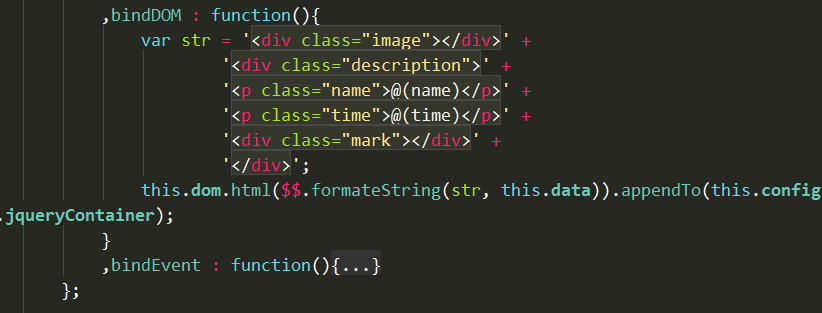 ,bindDOM : function(){
var str = '<div class="image"></div>' +
'<div class="description">' +
'<p class="name">@(name)</p>' +
'<p class="time">@(time)</p>' +
'<div class="mark"></div>' +
'</div>';
this.dom.html($$.formateString(str, this.data)).appendTo(this.config
.jqueryContainer);
}
,bindEvent : function(){...}
};